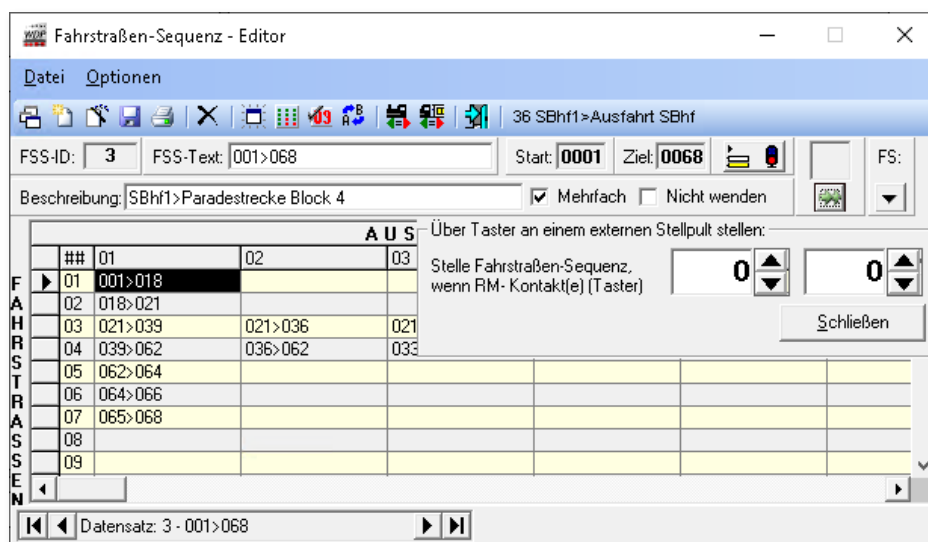 Fahrstraßen-Sequenz - Editor
Datei Optionen
36 SBhf1>Ausfahrt SBhf
FSS-ID: 3 FSS-Text: 001>068 Start: 0001 Ziel: 0068 FS:
Beschreibung: SBhf1>Paradestrecke Block 4 Mehrfach Nicht wenden
A U S
Über Taster an einem externen Stellpult stellen:
Stelle Fahrstraßen-Sequenz,
wenn RM- Kontakt(e) (Taster)
0 0
Schließen
## 01 02 03
01 001>018
02 018>021
03 021>039 021>036 021
04 039>062 036>062 033
05 062>064
06 064>066
07 065>068
08
09
FAHRSTRASSEN
Datensatz: 3 - 001>068